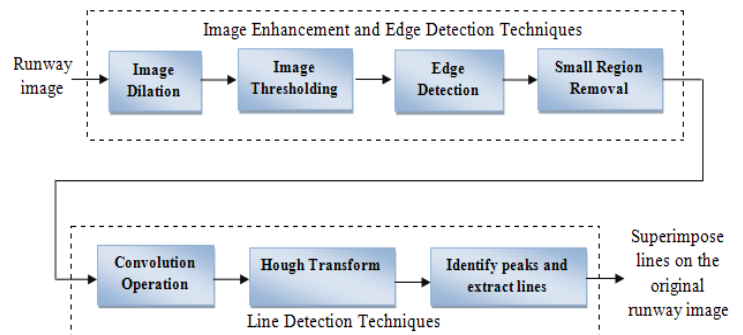 Image Enhancement and Edge Detection Techniques
Runway
image
Image
Dilation
Image
Thresholding
Edge
Detection
Small Region
Removal
Convolution
Operation
Hough Transform
Identify peaks and
extract lines
Superimpose
lines on the
original
runway image
Line Detection Techniques